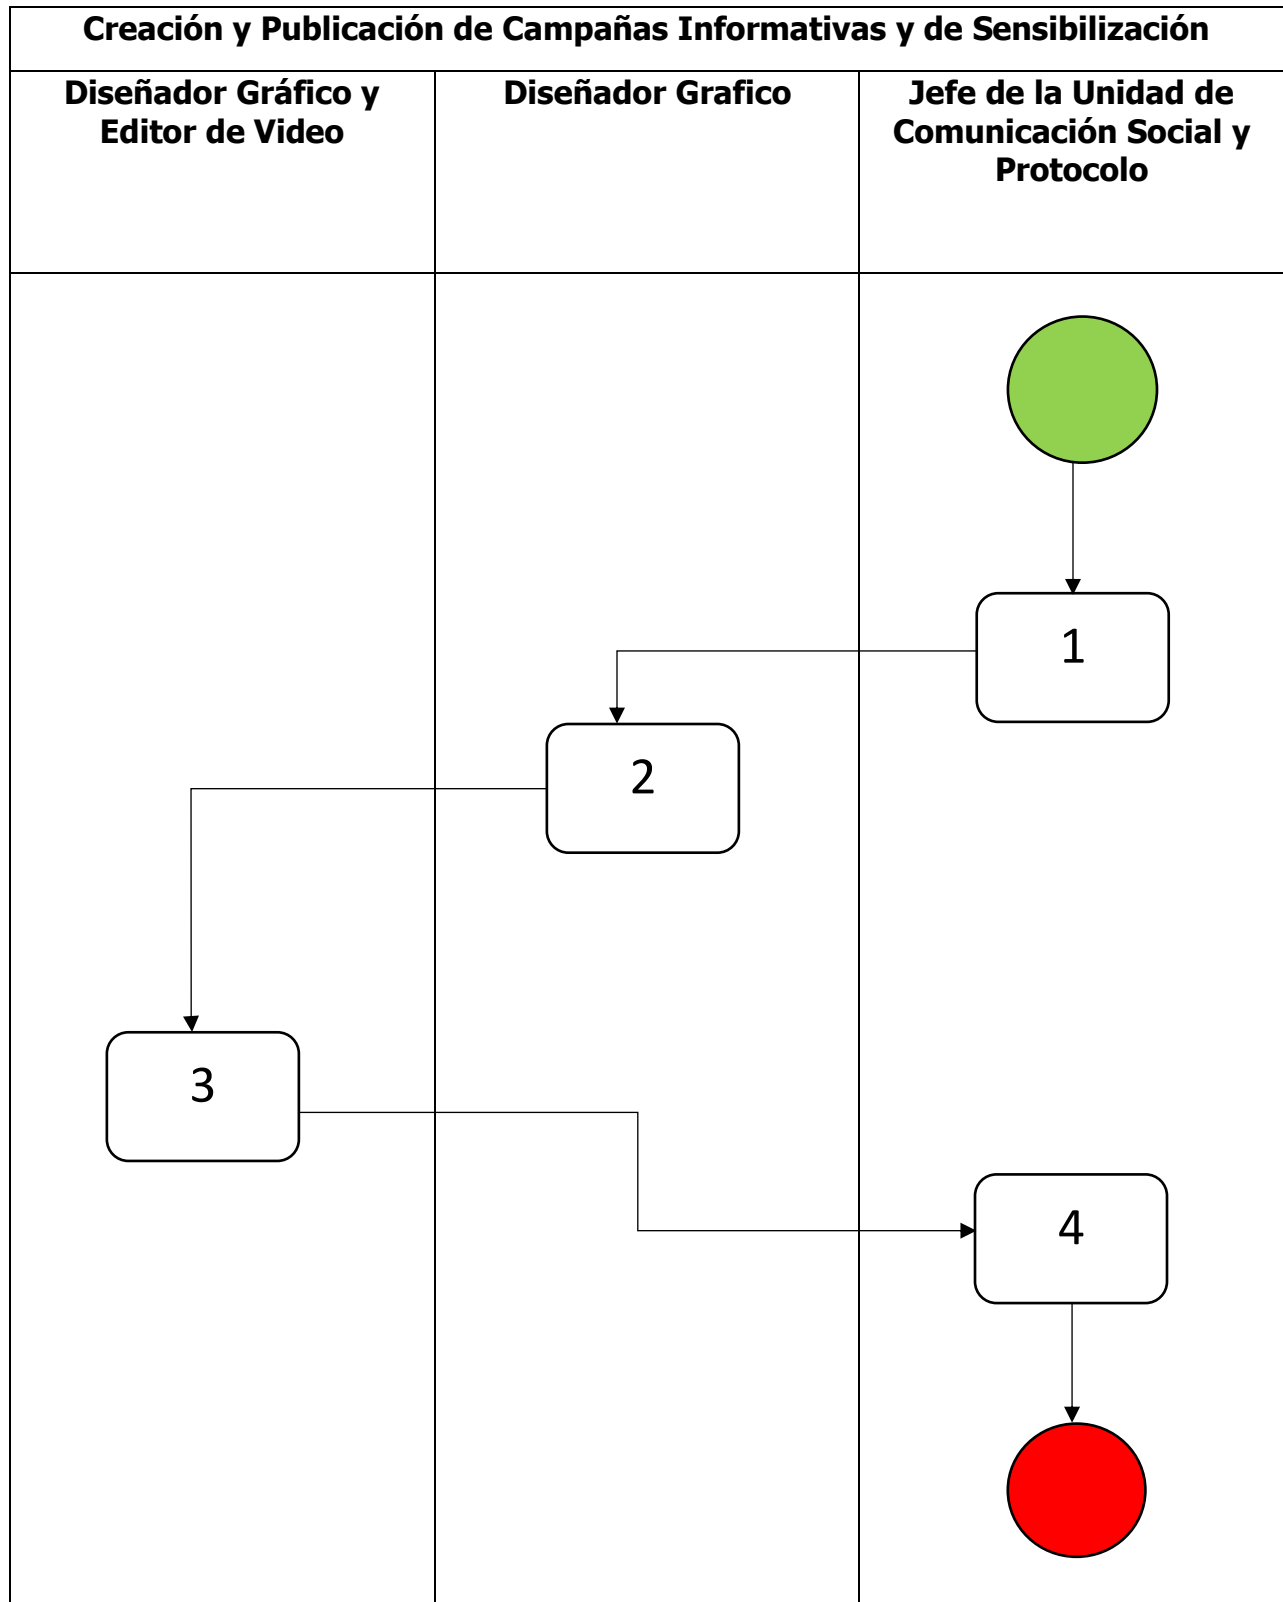 Creación y Publicación de Campañas Informativas y de Sensibilización
Diseñador Gráfico y
Editor de Video
Diseñador Grafico
Jefe de la Unidad de
Comunicación Social y
Protocolo
1
2
3
4